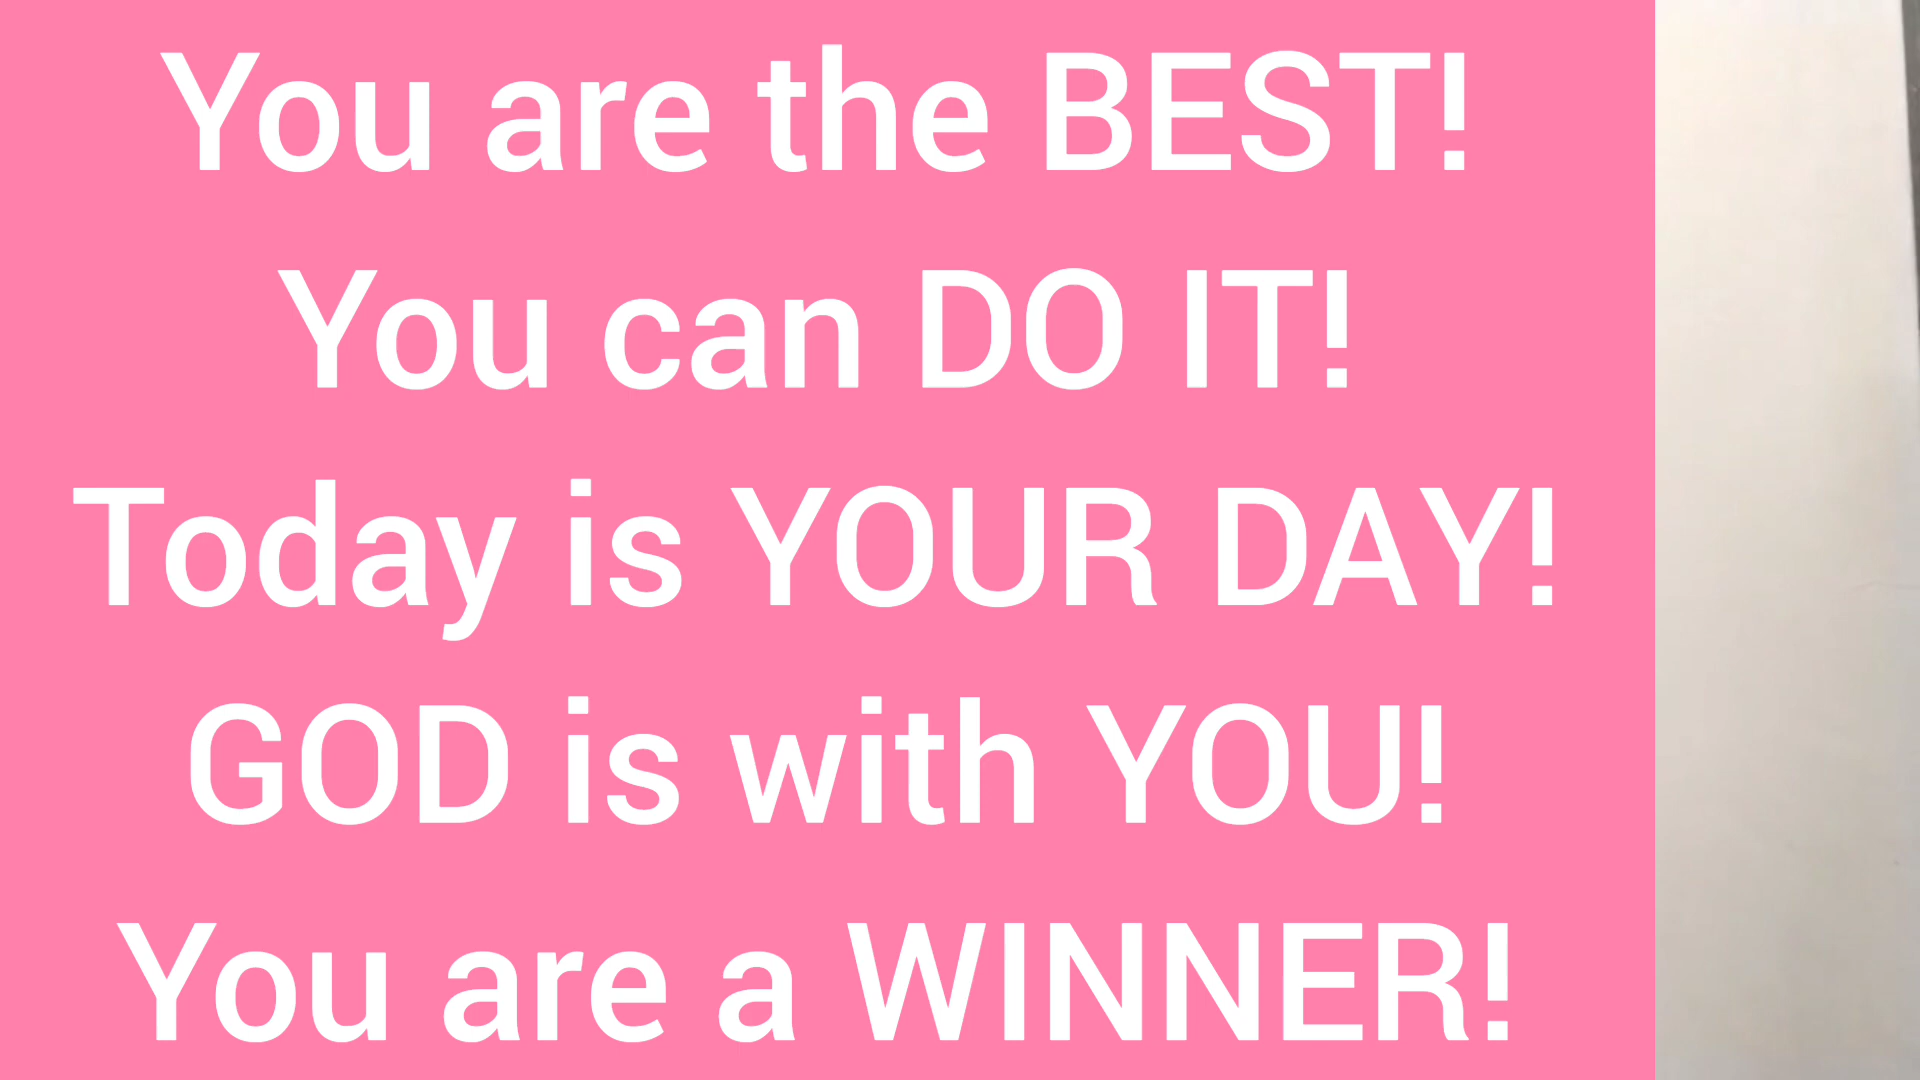 You are the BEST!
You can DO IT!
Today is YOUR DAY!
GOD is with YOU!
You are a WINNER!